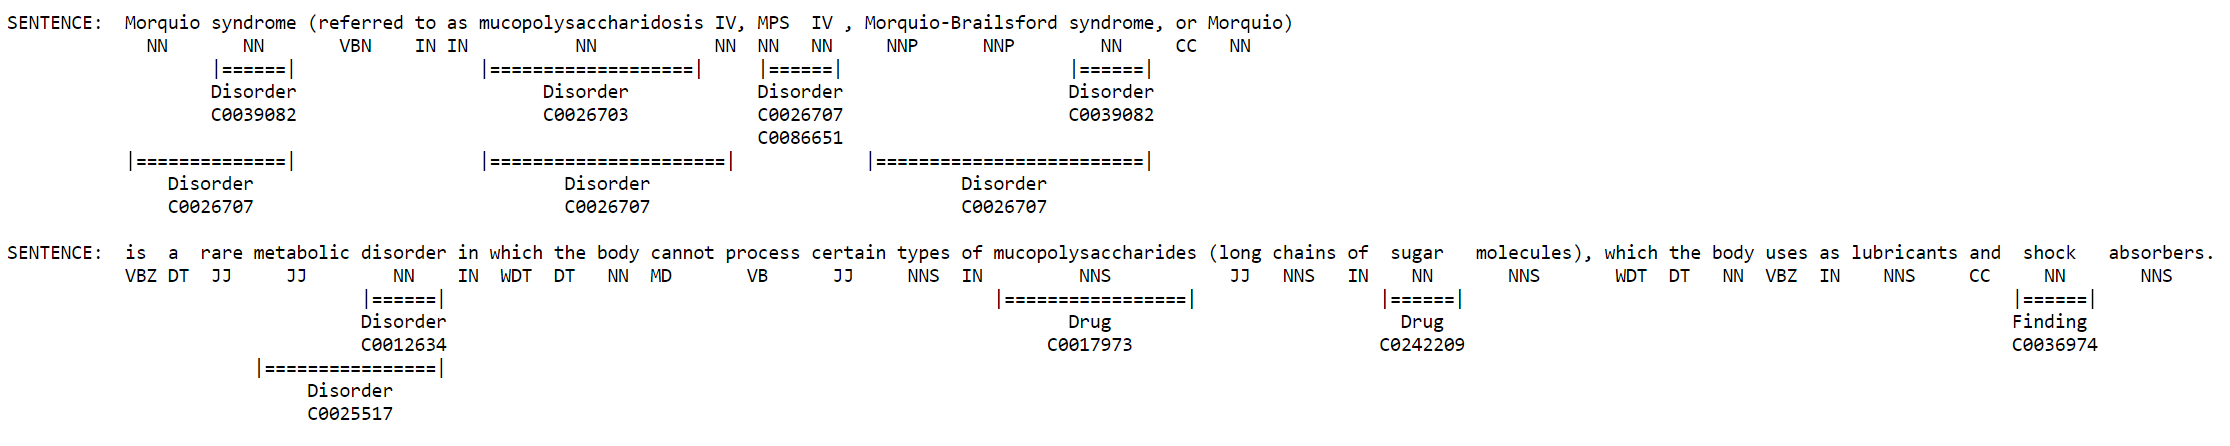 SENTENCE:  Morquio syndrome (referred to as mucopolysaccharidosis IV, MPS  IV , Morquio-Brailsford syndrome, or Morquio)
NN NN VBN IN IN NN NN NN NN NNP NNP NN CC NN
|======| |===================| |======| |======|
Disorder Disorder Disorder Disorder
C0039082 C0026703 C0026707 C0039082
C0086651
|==============| |======================| |=========================|
Disorder Disorder Disorder
C0026707 C0026707 C0026707
SENTENCE:  is  a  rare metabolic disorder in which the body cannot process certain types of mucopolysaccharides (long chains of  sugar   molecules), which the body uses as lubricants and  shock   absorbers.
VBZ DT JJ JJ NN IN WDT DT NN MD VB JJ NNS IN NNS JJ NNS IN NN NNS WDT DT NN VBZ IN NNS CC NN NNS
|======| |=================| |======| |======|
Disorder Drug Drug Finding
C0012634 C0017973 C0242209 C0036974
|================|
Disorder
C0025517